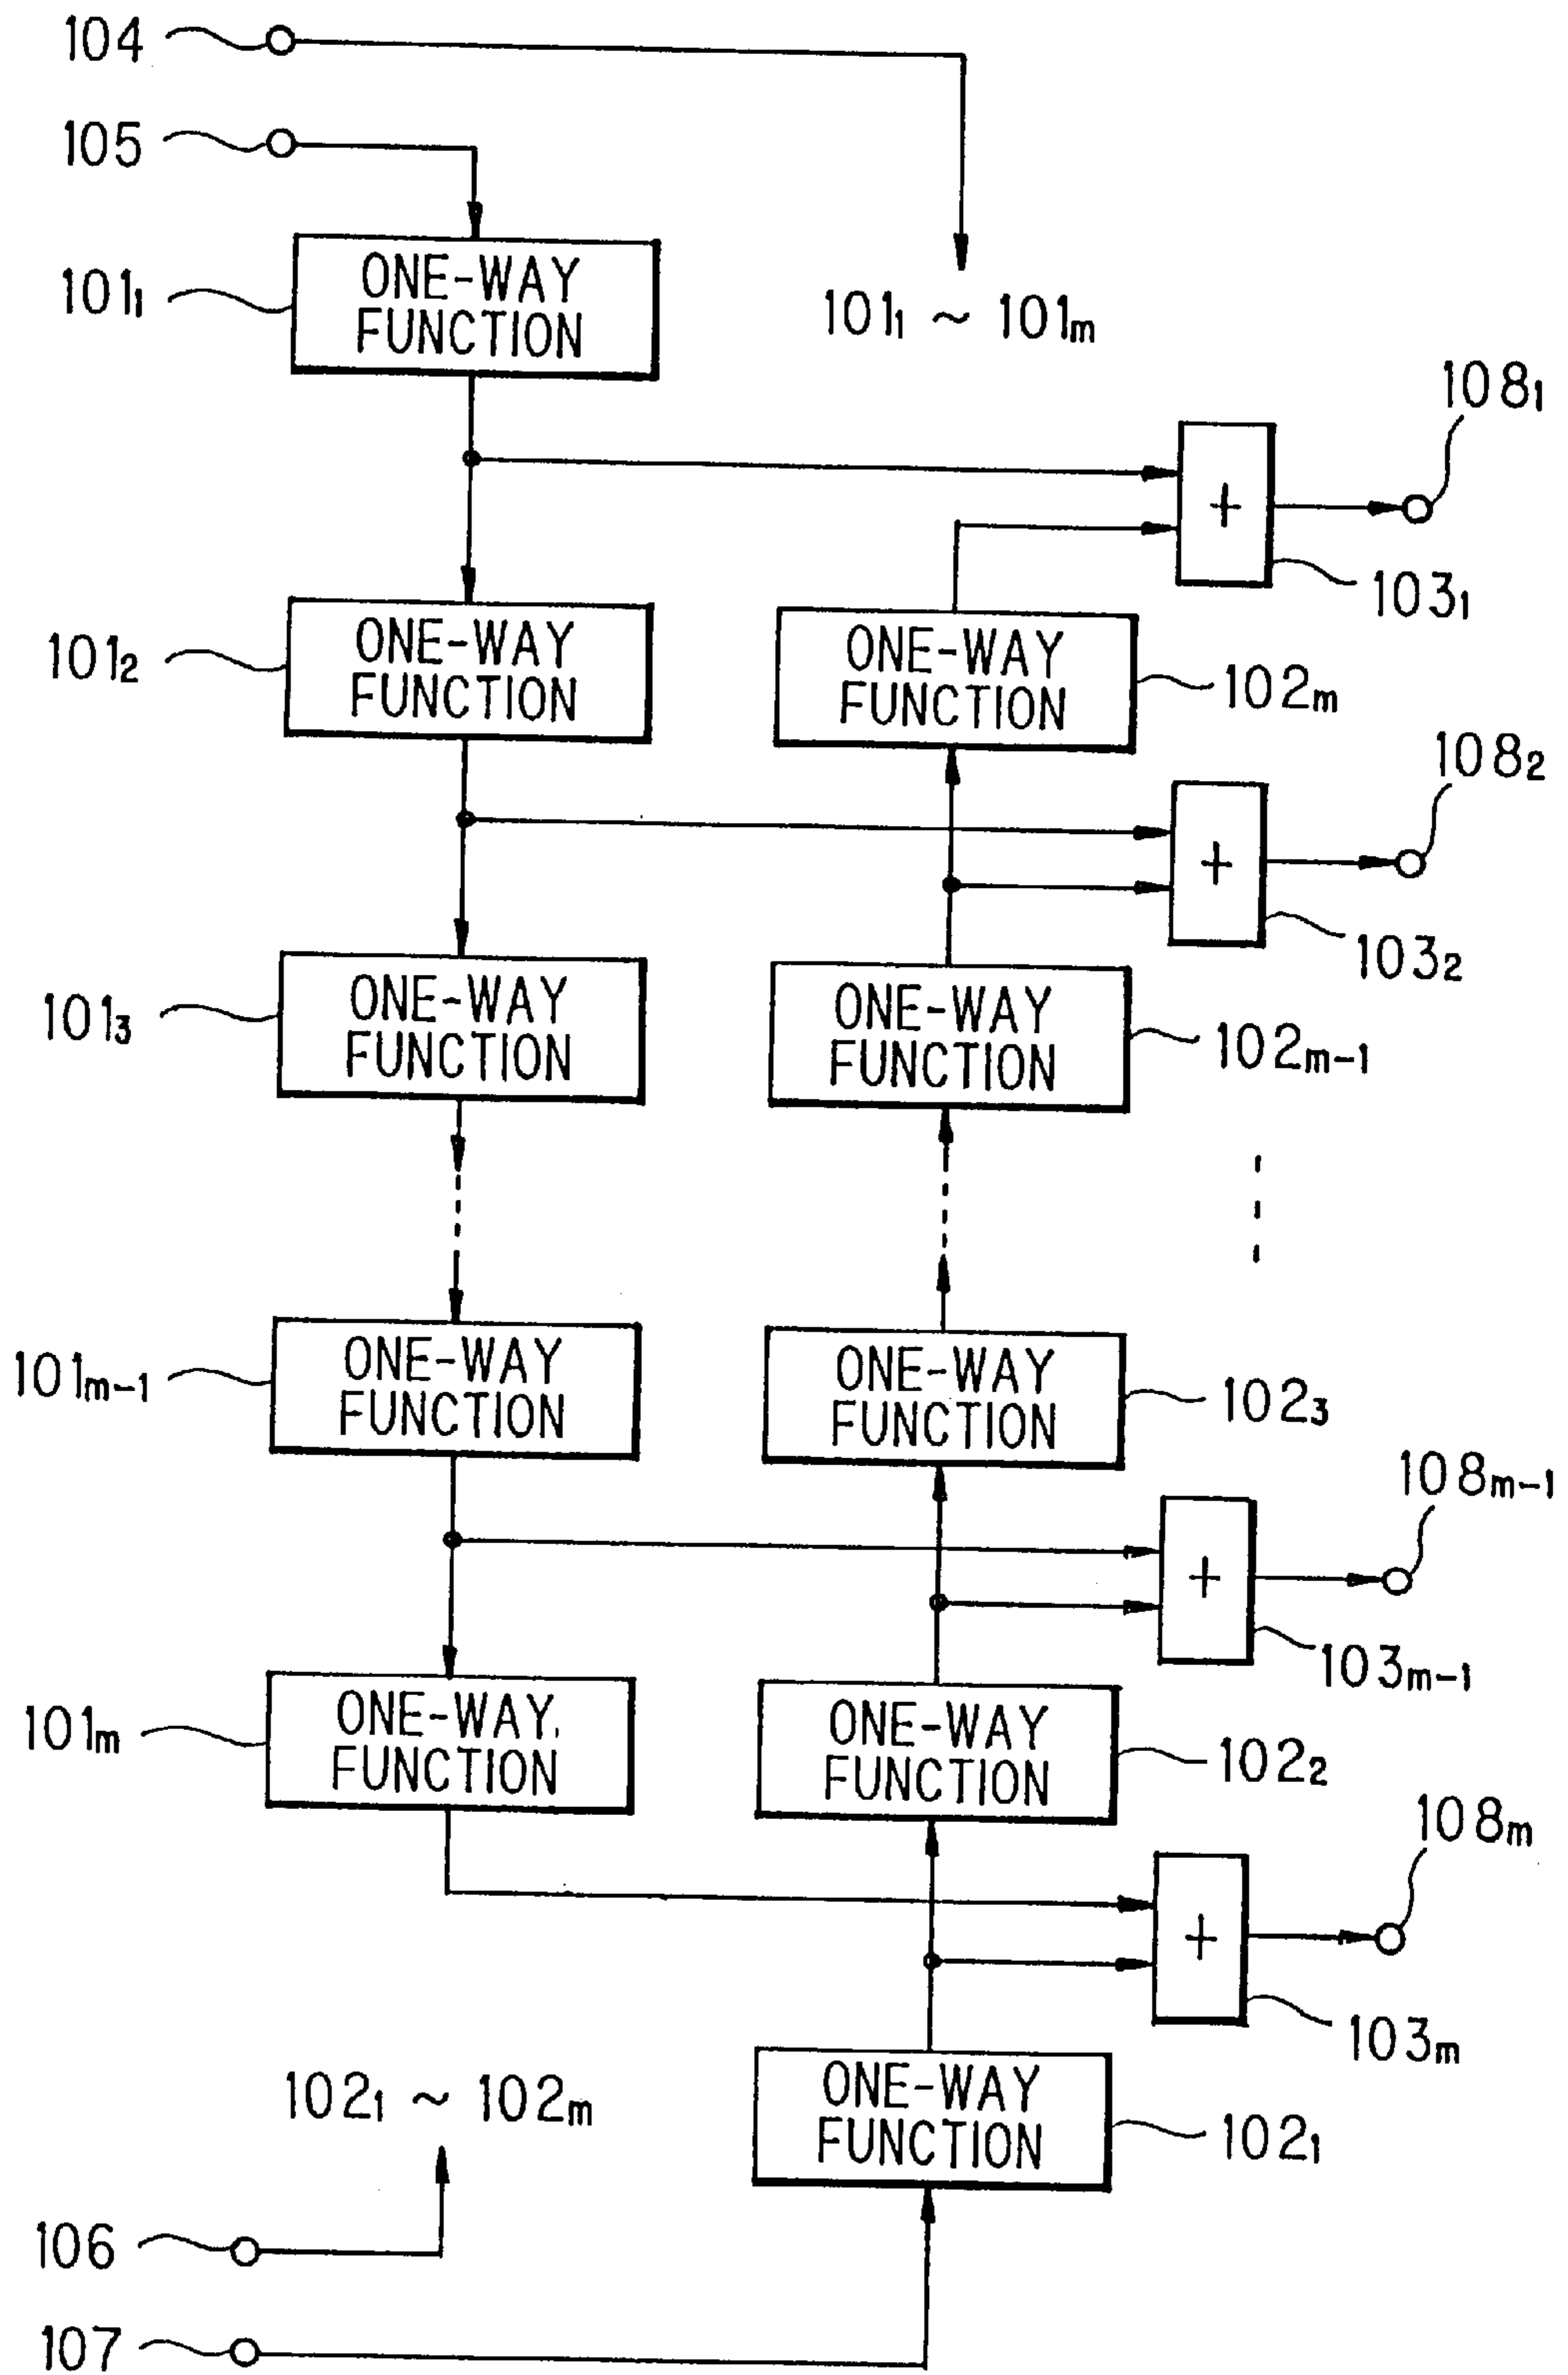 104
105
101₁
ONE-WAY
FUNCTION
101₁ ~ 101ₘ
108₁
+
103₁
101₂
ONE-WAY
FUNCTION
ONE-WAY
FUNCTION
102ₘ
108₂
+
103₂
101₃
ONE-WAY
FUNCTION
ONE-WAY
FUNCTION
102ₘ₋₁
101ₘ₋₁
ONE-WAY
FUNCTION
ONE-WAY
FUNCTION
102₃
108ₘ₋₁
+
103ₘ₋₁
101ₘ
ONE-WAY
FUNCTION
ONE-WAY
FUNCTION
102₂
108ₘ
+
103ₘ
102₁ ~ 102ₘ
ONE-WAY
FUNCTION
102₁
106
107